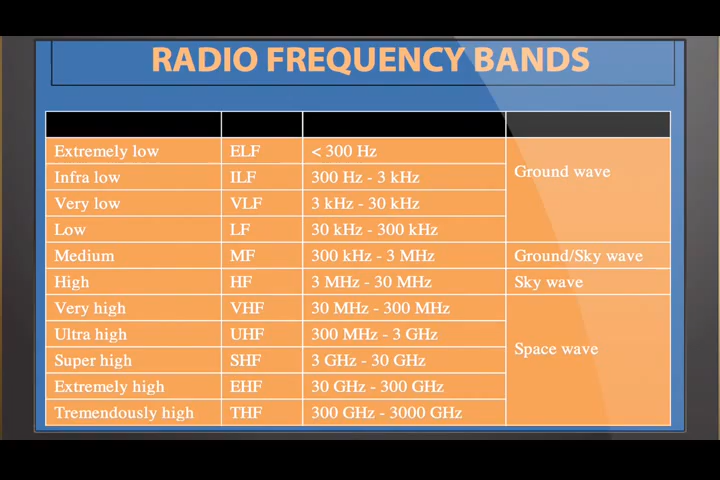 RADIO FREQUENCY BANDS
Extremely low ELF < 300 Hz Ground wave
Infra low ILF 300 Hz - 3 kHz
Very low VLF 3 kHz - 30 kHz
Low LF 30 kHz - 300 kHz
Medium MF 300 kHz - 3 MHz Ground/Sky wave
High HF 3 MHz - 30 MHz Sky wave
Very high VHF 30 MHz - 300 MHz
Ultra high UHF 300 MHz - 3 GHz
Super high SHF 3 GHz - 30 GHz Space wave
Extremely high EHF 30 GHz - 300 GHz
Tremendously high THF 300 GHz - 3000 GHz